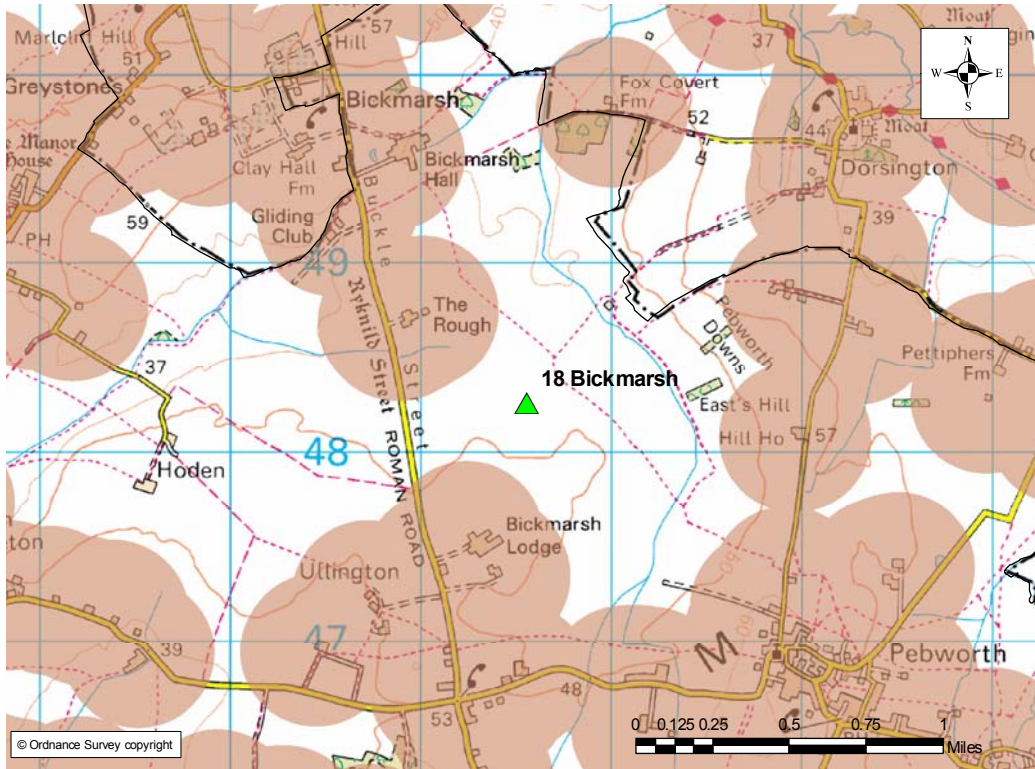 Marlcliff Hill
57
Hill
Moat
37
N
W E
S
51
Greystones
Bickmarsh
Fox Covert
Fm
52
44
Moat
Manor
House
Clay Hall
Fm
Bickmarsh
Hall
Dorsington
59
PH
Gliding
Club
49
39
Buckle
Street
Ryknild Street
ROMAN ROAD
The
Rough
Pebworth
Downs
Pettiphers
Fm
37
18 Bickmarsh
East's Hill
Hill Ho
57
48
Hoden
Bickmarsh
Lodge
Ullington
60
60
47
M
Pebworth
39
48
53
0 0.125 0.25 0.5 0.75 1
Miles
© Ordnance Survey copyright